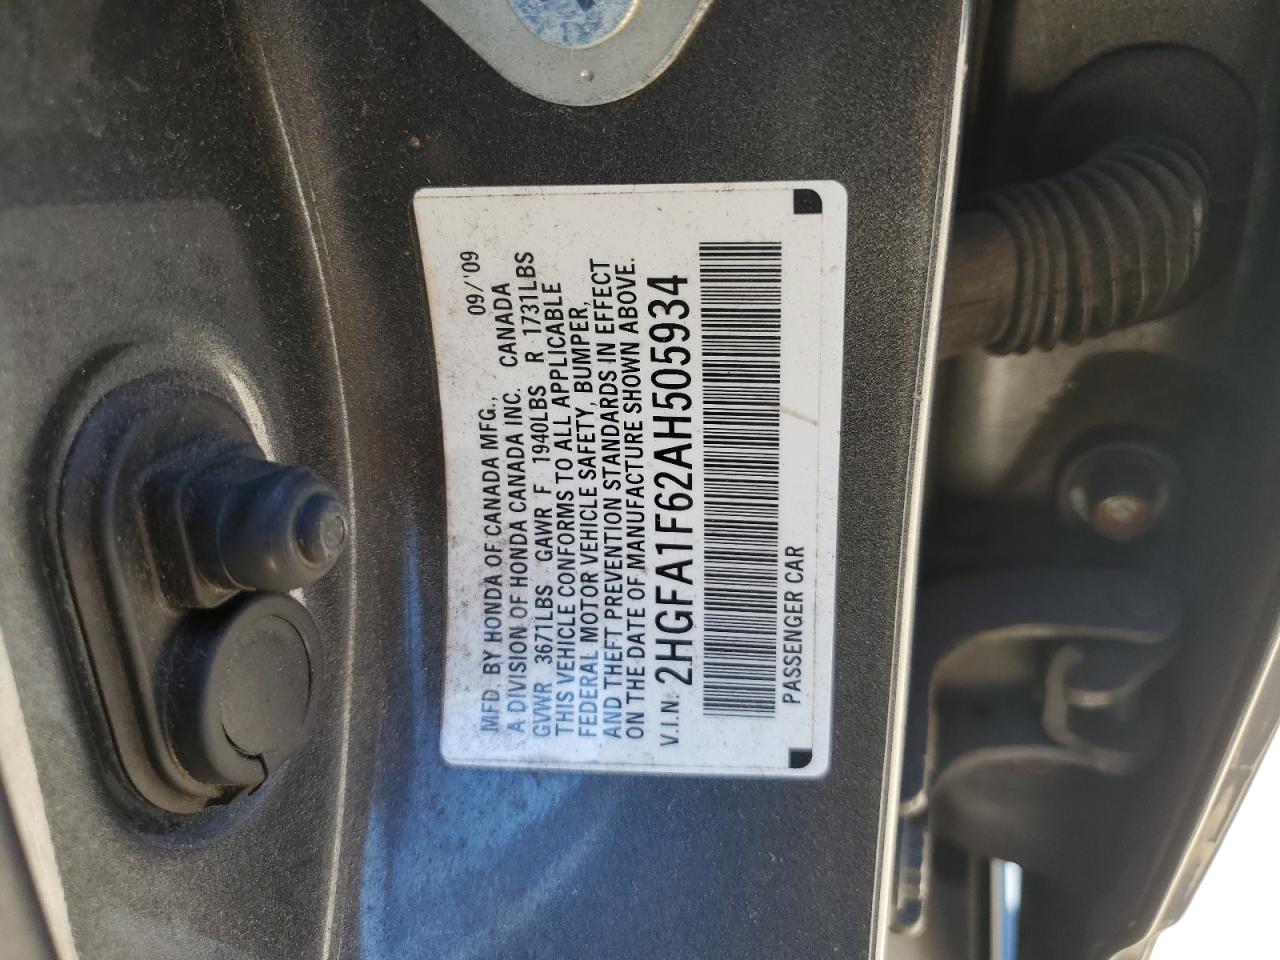 MFD. BY HONDA OF CANADA MFG., 09/'09
A DIVISION OF HONDA CANADA INC. CANADA
GVWR 3671LBS GAWR F 1940LBS R 1731LBS
THIS VEHICLE CONFORMS TO ALL APPLICABLE
FEDERAL MOTOR VEHICLE SAFETY, BUMPER,
AND THEFT PREVENTION STANDARDS IN EFFECT
ON THE DATE OF MANUFACTURE SHOWN ABOVE.
V.I.N: 2HGFA1F62AH505934
PASSENGER CAR